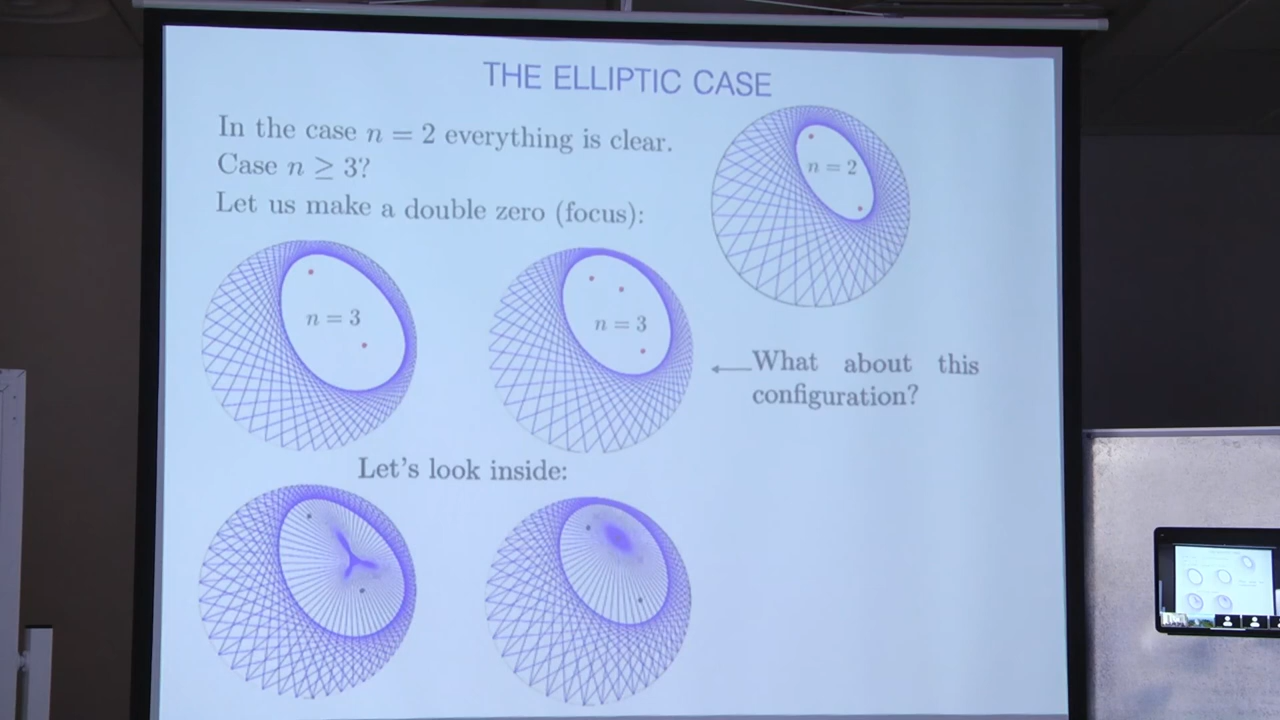 THE ELLIPTIC CASE
In the case n = 2 everything is clear.
Case n ≥ 3?
Let us make a double zero (focus):
n = 2
n = 3
n = 3
What about this
configuration?
Let's look inside: